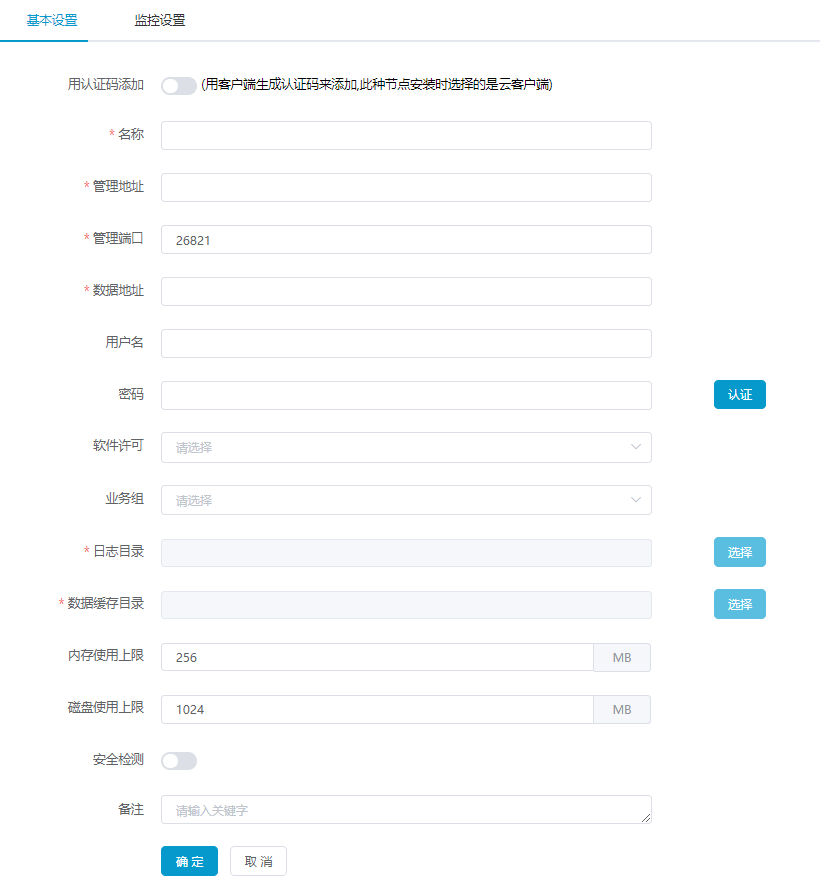 基本设置 监控设置
用认证码添加 (用客户端生成认证码来添加,此种节点安装时选择的是云客户端)
* 名称
* 管理地址
* 管理端口 26821
* 数据地址
用户名
密码 认证
软件许可 请选择
业务组 请选择
* 日志目录 选择
* 数据缓存目录 选择
内存使用上限 256 MB
磁盘使用上限 1024 MB
安全检测
备注 请输入关键字
确 定 取 消